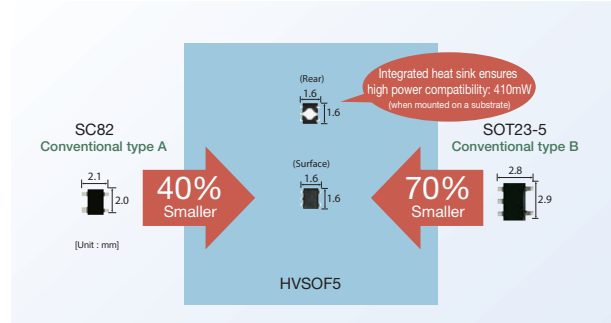 (Rear)
1.6
1.6
Integrated heat sink ensures
high power compatibility: 410mW
(when mounted on a substrate)
SC82
Conventional type A
2.1
2.0
[Unit : mm]
40%
Smaller
(Surface)
1.6
1.6
70%
Smaller
SOT23-5
Conventional type B
2.8
2.9
HVSOF5